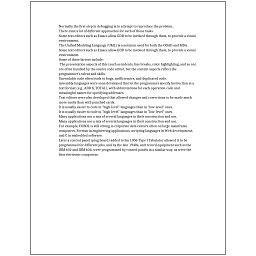 Normally the first step in debugging is to attempt to reproduce the problem.
There exist a lot of different approaches for each of those tasks.
Some text editors such as Emacs allow GDB to be invoked through them, to provide a visual
environment.
The Unified Modeling Language (UML) is a notation used for both the OOAD and MDA.
Some text editors such as Emacs allow GDB to be invoked through them, to provide a visual
environment.
Some of these factors include:
The presentation aspects of this (such as indents, line breaks, color highlighting, and so on)
are often handled by the source code editor, but the content aspects reflect the
programmer's talent and skills.
Unreadable code often leads to bugs, inefficiencies, and duplicated code.
Assembly languages were soon developed that let the programmer specify instruction in a
text format (e.g., ADD X, TOTAL), with abbreviations for each operation code and
meaningful names for specifying addresses.
Text editors were also developed that allowed changes and corrections to be made much
more easily than with punched cards.
It is usually easier to code in "high-level" languages than in "low-level" ones.
It is usually easier to code in "high-level" languages than in "low-level" ones.
Many applications use a mix of several languages in their construction and use.
Many applications use a mix of several languages in their construction and use.
Many applications use a mix of several languages in their construction and use.
For example, COBOL is still strong in corporate data centers often on large mainframe
computers, Fortran in engineering applications, scripting languages in Web development,
and C in embedded software.
Later a control panel (plug board) added to his 1906 Type I Tabulator allowed it to be
programmed for different jobs, and by the late 1940s, unit record equipment such as the
IBM 602 and IBM 604, were programmed by control panels in a similar way, as were the
first electronic computers.